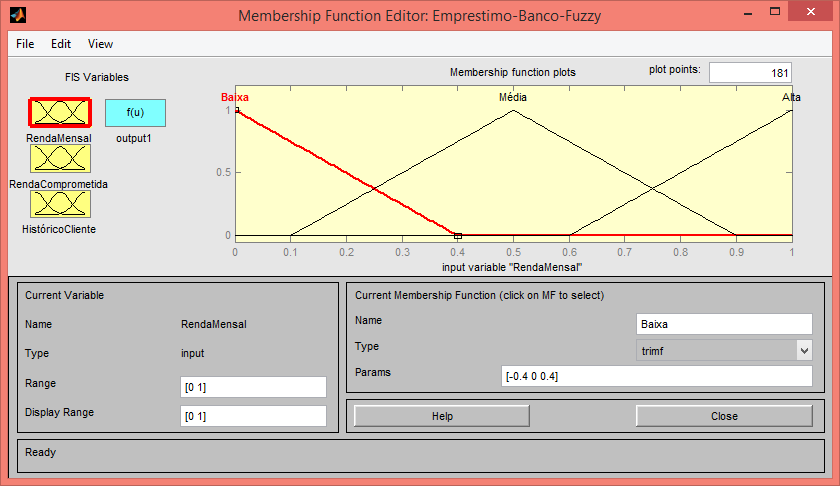 Membership Function Editor: Emprestimo-Banco-Fuzzy
File Edit View
FIS Variables
RendaMensal
f(u)
output1
RendaComprometida
HistóricoCliente
Membership function plots
plot points: 181
Baixa Média Alta
1
0.5
0
0 0.1 0.2 0.3 0.4 0.5 0.6 0.7 0.8 0.9 1
input variable "RendaMensal"
Current Variable
Name RendaMensal
Type input
Range [0 1]
Display Range [0 1]
Current Membership Function (click on MF to select)
Name Baixa
Type trimf
Params [-0.4 0 0.4]
Help Close
Ready